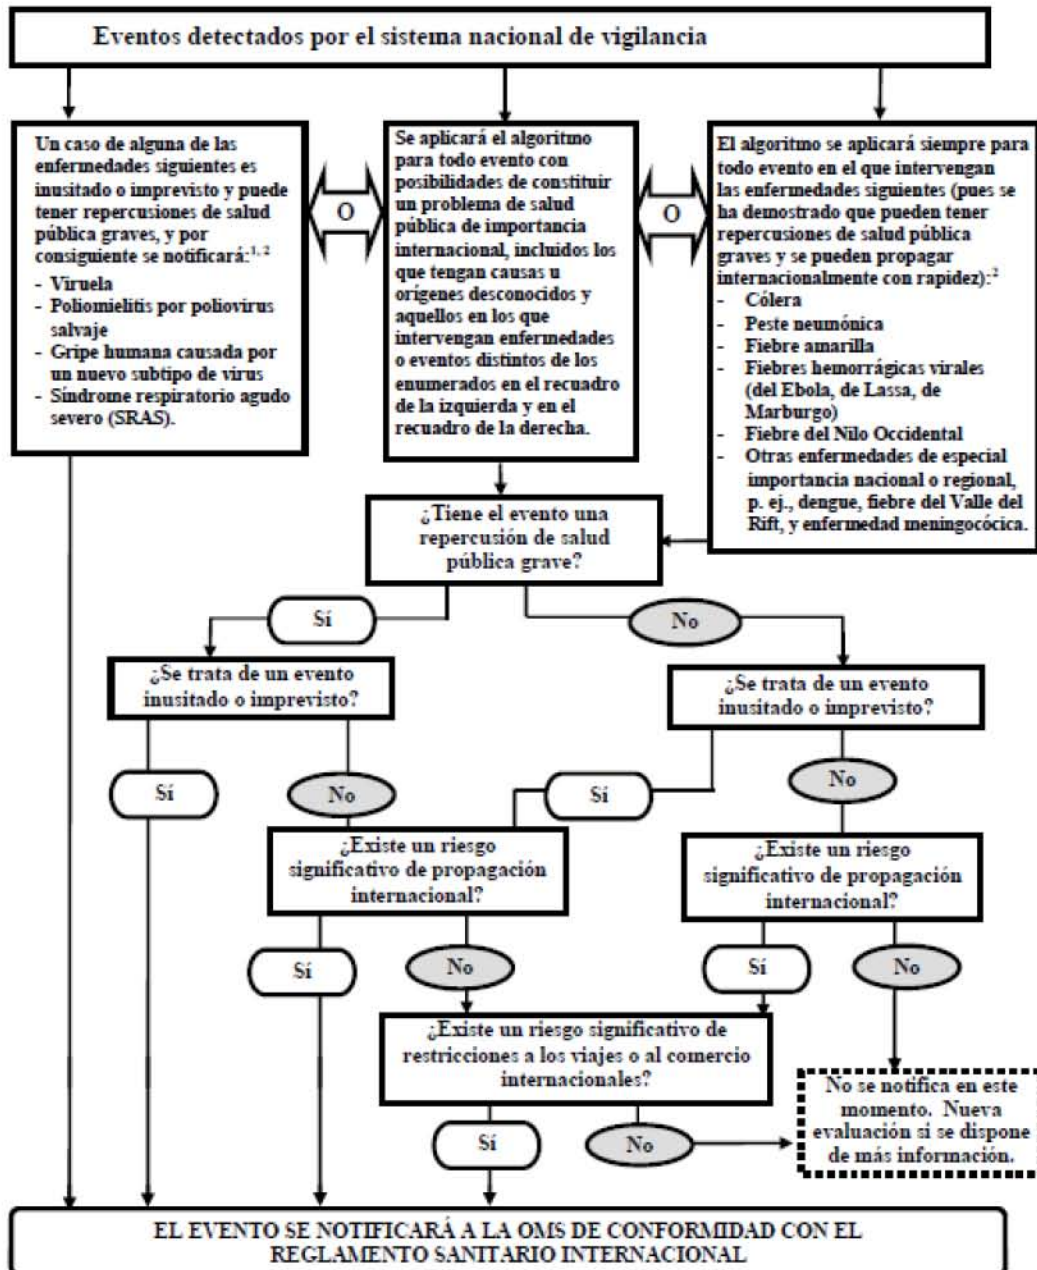 Eventos detectados por el sistema nacional de vigilancia
Un caso de alguna de las
enfermedades siguientes es
inusitado o imprevisto y puede
tener repercusiones de salud
pública graves, y por
consiguiente se notificará:1, 2
- Viruela
- Poliomielitis por poliovirus
salvaje
- Gripe humana causada por
un nuevo subtipo de virus
- Síndrome respiratorio agudo
severo (SRAS).
O
Se aplicará el algoritmo
para todo evento con
posibilidades de constituir
un problema de salud
pública de importancia
internacional, incluidos los
que tengan causas u
orígenes desconocidos y
aquellos en los que
intervengan enfermedades
o eventos distintos de los
enumerados en el recuadro
de la izquierda y en el
recuadro de la derecha.
O
El algoritmo se aplicará siempre para
todo evento en el que intervengan
las enfermedades siguientes (pues se
ha demostrado que pueden tener
repercusiones de salud pública
graves y se pueden propagar
internacionalmente con rapidez):2
- Cólera
- Peste neumónica
- Fiebre amarilla
- Fiebres hemorrágicas virales
(del Ebola, de Lassa, de
Marburgo)
- Fiebre del Nilo Occidental
- Otras enfermedades de especial
importancia nacional o regional,
p. ej., dengue, fiebre del Valle del
Rift, y enfermedad meningocócica.
¿Tiene el evento una
repercusión de salud
pública grave?
Sí
No
¿Se trata de un evento
inusitado o imprevisto?
¿Se trata de un evento
inusitado o imprevisto?
Sí
No
Sí
No
¿Existe un riesgo
significativo de propagación
internacional?
¿Existe un riesgo
significativo de propagación
internacional?
Sí
No
Sí
No
¿Existe un riesgo significativo de
restricciones a los viajes o al comercio
internacionales?
No se notifica en este
momento. Nueva
evaluación si se dispone
de más información.
Sí
No
EL EVENTO SE NOTIFICARÁ A LA OMS DE CONFORMIDAD CON EL
REGLAMENTO SANITARIO INTERNACIONAL